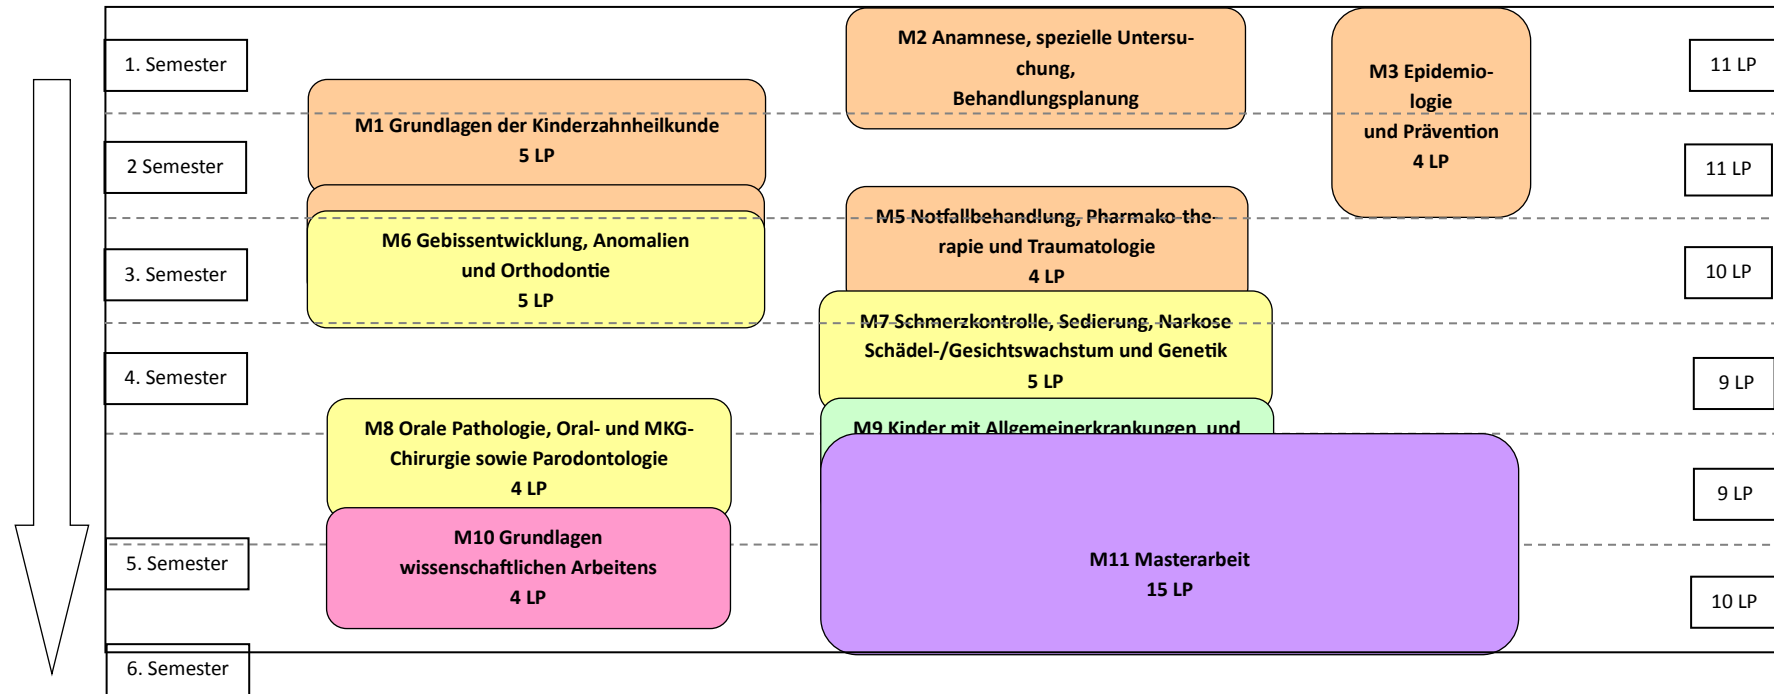 1. Semester
M2 Anamnese, spezielle Untersu-
chung,
Behandlungsplanung
M3 Epidemio-
logie
und Prävention
4 LP
11 LP
M1 Grundlagen der Kinderzahnheilkunde
5 LP
2 Semester
11 LP
M6 Gebissentwicklung, Anomalien
und Orthodontie
5 LP
M5 Notfallbehandlung, Pharmako the-
rapie und Traumatologie
4 LP
3. Semester
10 LP
M7 Schmerzkontrolle, Sedierung, Narkose
Schädel-/Gesichtswachstum und Genetik
5 LP
4. Semester
9 LP
M8 Orale Pathologie, Oral- und MKG-
Chirurgie sowie Parodontologie
4 LP
M9 Kinder mit Allgemeinerkrankungen und
9 LP
M10 Grundlagen
wissenschaftlichen Arbeitens
4 LP
M11 Masterarbeit
15 LP
5. Semester
10 LP
6. Semester